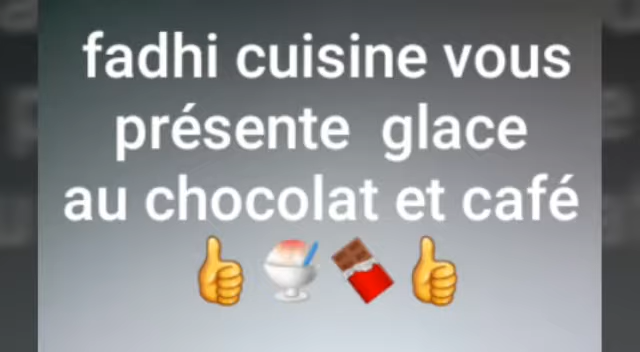 fadhi cuisine vous
présente glace
au chocolat et café
👍🍧🍫👍